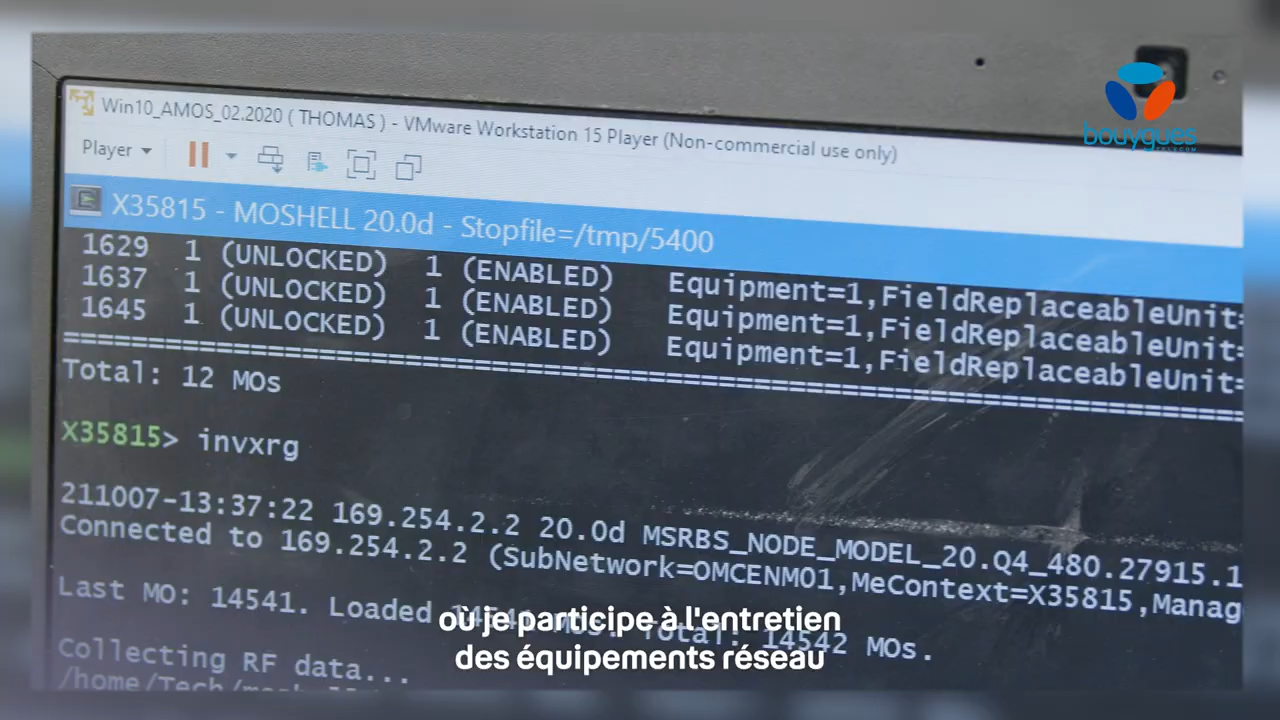 bouygues
TELECOM
Win10_AMOS_02.2020 ( THOMAS ) - VMware Workstation 15 Player (Non-commercial use only)
Player
X35815 - MOSHELL 20.0d - Stopfile=/tmp/5400
1629 1 (UNLOCKED) 1 (ENABLED) Equipment=1,FieldReplaceableUnit=
1637 1 (UNLOCKED) 1 (ENABLED) Equipment=1,FieldReplaceableUnit=
1645 1 (UNLOCKED) 1 (ENABLED) Equipment=1,FieldReplaceableUnit=
Total: 12 MOs
X35815> invxrg
211007-13:37:22 169.254.2.2 20.0d MSRBS_NODE_MODEL_20.Q4_480.27915.1
Connected to 169.254.2.2 (SubNetwork=OMCENM01,MeContext=X35815,Manag
Last MO: 14541. Loaded 14541 MOs. Total: 14542 MOs.
Collecting RF data...
où je participe à l'entretien
des équipements réseau